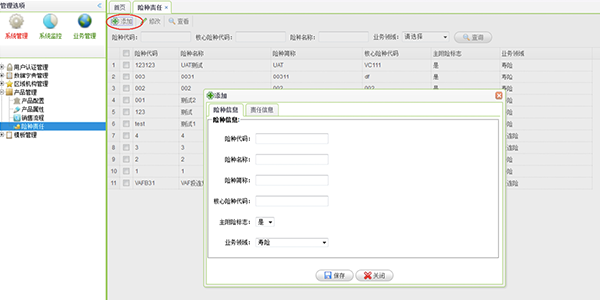 管理选项
系统管理 系统监控 业务管理
用户认证管理
数据字典管理
区域机构管理
产品管理
产品配置
产品属性
销售流程
险种责任
模板管理
首页 险种责任
添加 修改 查看
险种代码: 核心险种代码: 险种名称: 业务领域: 请选择 查询
险种代码 险种名称 险种简称 核心险种代码 主附险标志 业务领域
1 123123 UAT测试 UAT VC111 是 寿险
2 003 0031 00311 df 是 寿险
3 002 002 002 002 是 寿险
4 001 测试2
5 123 测试
6 test 测试1
7 4 4 连险
8 3 3 连险
9 2 2 连险
10 1 1 连险
11 VAFB31 VAF投连 连险
添加
险种信息 责任信息
险种信息:
险种代码:
险种名称:
险种简称:
核心险种代码:
主附险标志: 是
业务领域: 寿险
保存 关闭